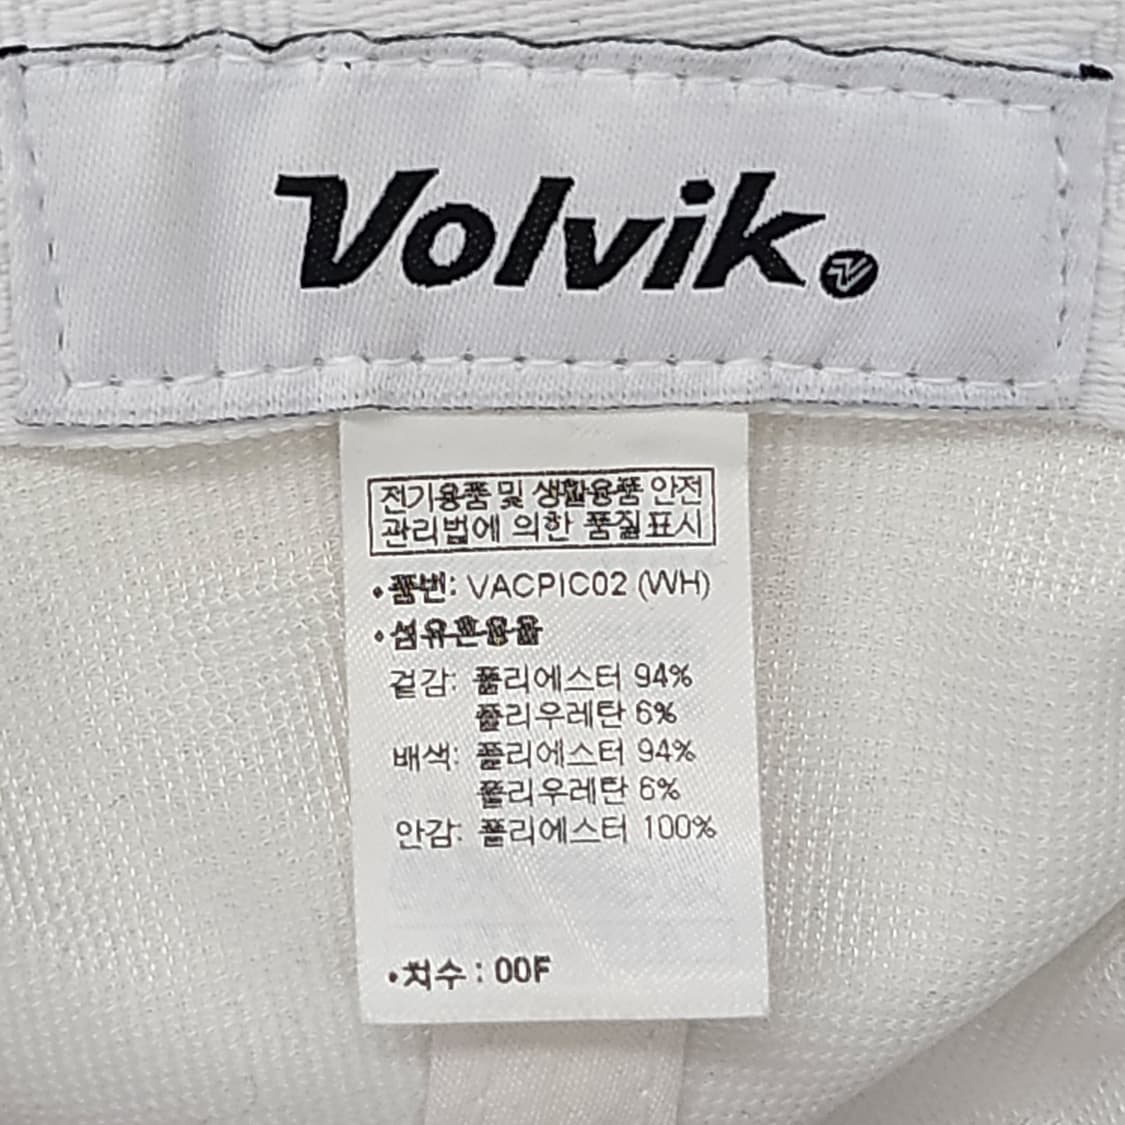 Volvik
전기용품 및 생활용품 안전
관리법에 의한 품질표시
•품번: VACPIC02 (WH)
•섬유혼용율
겉감: 폴리에스터 94%
폴리우레탄 6%
배색: 폴리에스터 94%
폴리우레탄 6%
안감: 폴리에스터 100%
•치수 : 00F